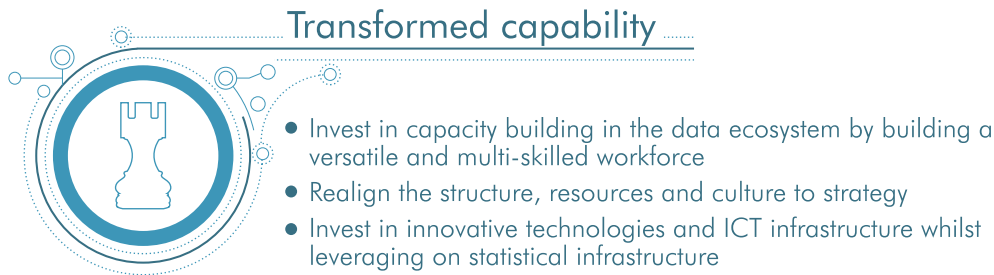 Transformed capability
• Invest in capacity building in the data ecosystem by building a
versatile and multi-skilled workforce
• Realign the structure, resources and culture to strategy
• Invest in innovative technologies and ICT infrastructure whilst
leveraging on statistical infrastructure